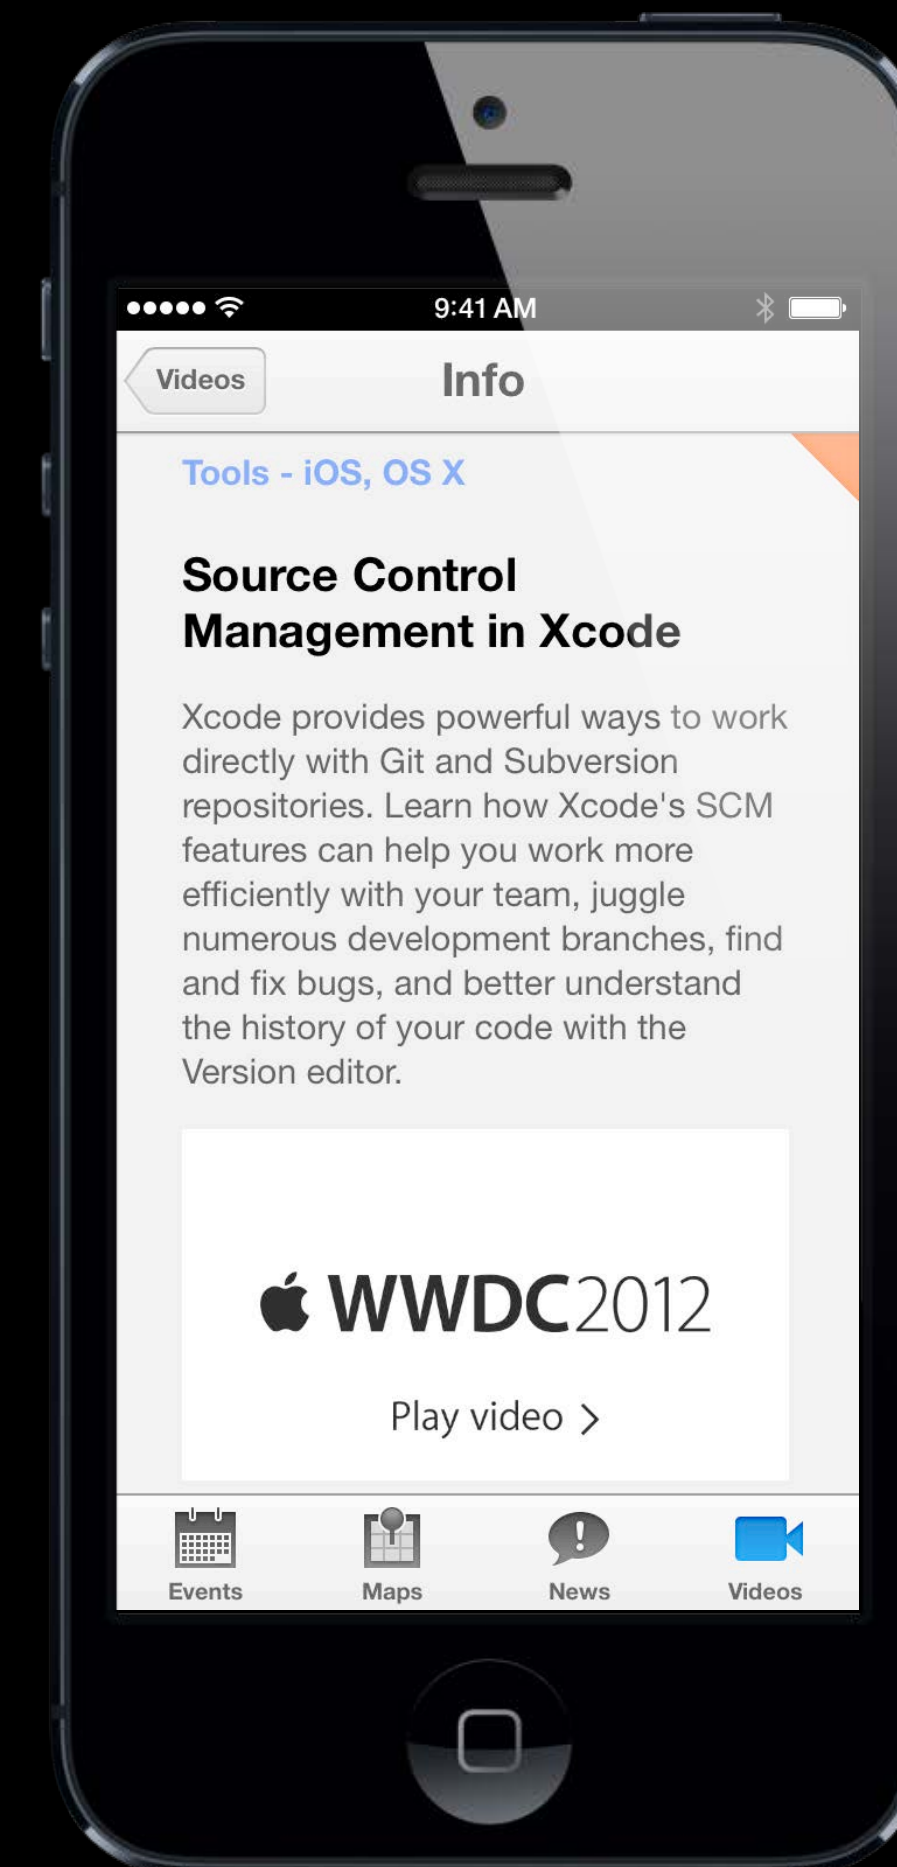 9:41 AM
Videos
Info
Tools - iOS, OS X
Source Control
Management in Xcode
Xcode provides powerful ways to work
directly with Git and Subversion
repositories. Learn how Xcode's SCM
features can help you work more
efficiently with your team, juggle
numerous development branches, find
and fix bugs, and better understand
the history of your code with the
Version editor.
WWDC2012
Play video >
Events
Maps
News
Videos